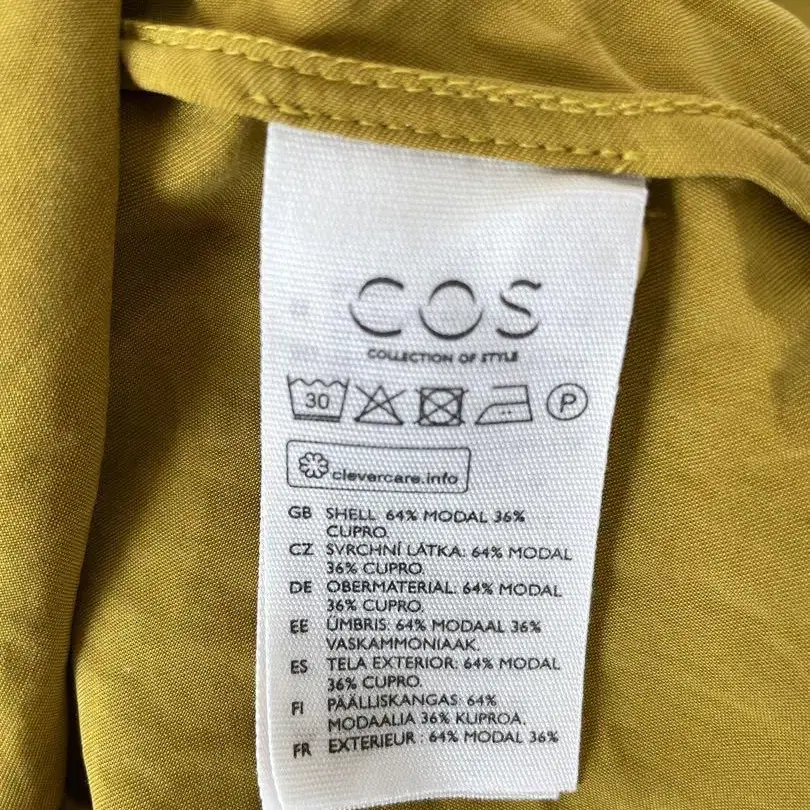 COS
COLLECTION OF STYLE
30 P
clevercare.info
GB SHELL 64% MODAL 36%
CUPRO.
CZ SVRCHNÍ LÁTKA: 64% MODAL
36% CUPRO.
DE OBERMATERIAL: 64% MODAL
36% CUPRO.
EE ÜMBRIS: 64% MODAAL 36%
VASKAMMONIAAK.
ES TELA EXTERIOR: 64% MODAL
36% CUPRO.
FI PÄÄLLISKANGAS: 64%
MODAALIA 36% KUPROA.
FR EXTERIEUR : 64% MODAL 36%